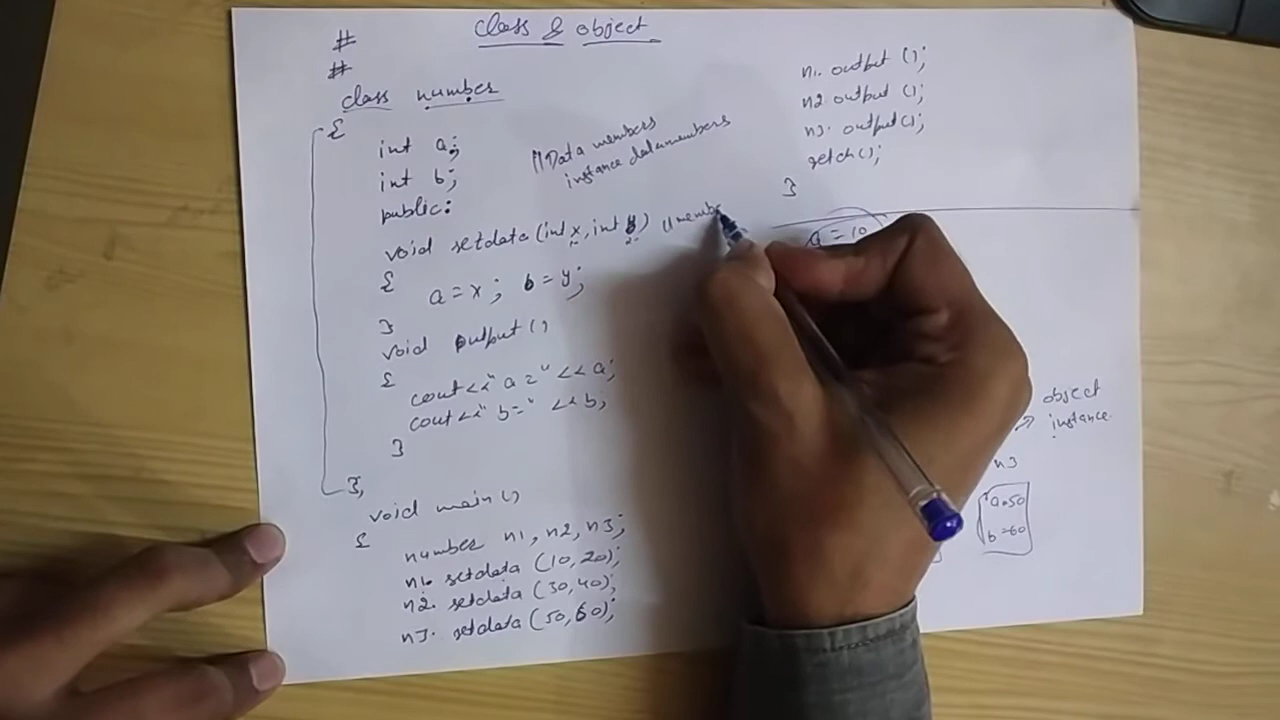 class & object
#
#
class number
{
int a;
int b;
//Data members
instance datamembers
public:
void setdata(int x, int y) //membe
{
a = x; b = y;
}
void output()
{
cout<<"a="<<a;
cout<<"b="<<b;
}
};
void main()
{
number n1, n2, n3;
n1. setdata (10,20);
n2. setdata (30,40);
n3. setdata (50,60);
n1. output ();
n2 output ();
n3. output();
getch();
}
a = 10
object
instance
n3
a=50
b=60